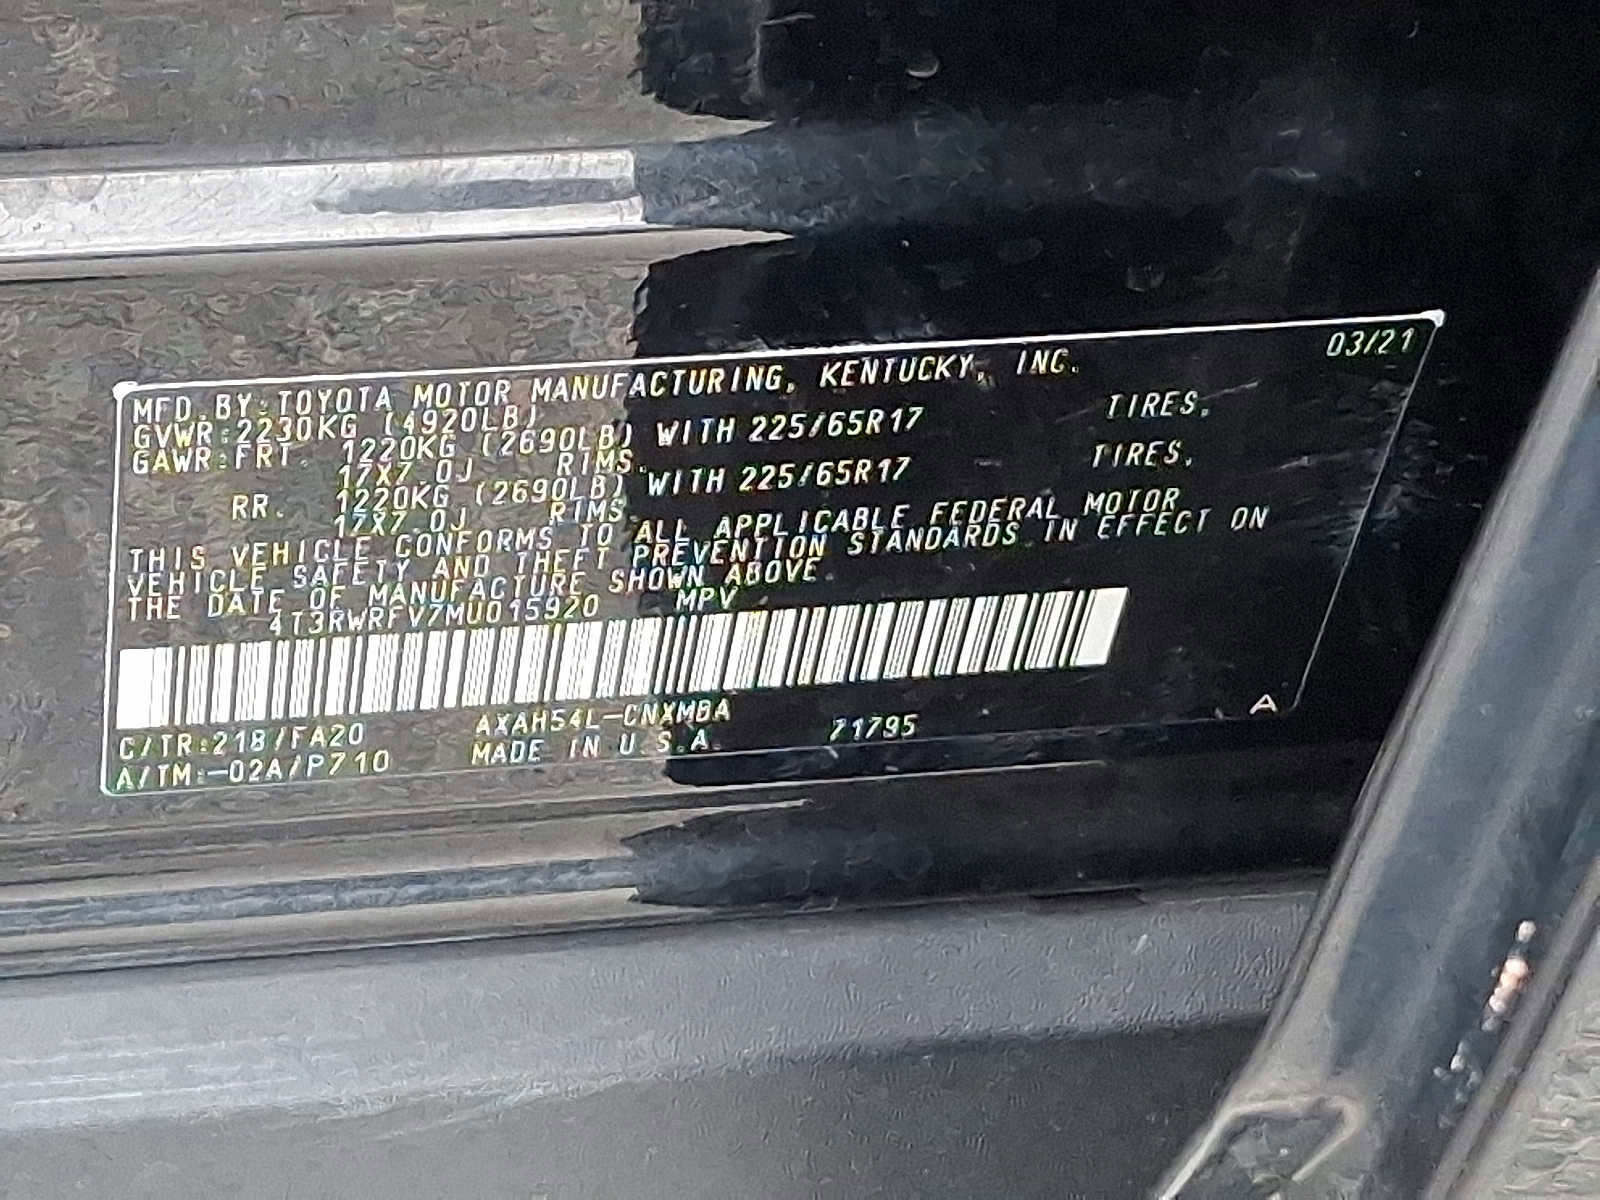 03/21
MFD.BY:TOYOTA MOTOR MANUFACTURING, KENTUCKY, INC.
GVWR:2230KG (4920LB)
GAWR:FRT. 1220KG (2690LB) WITH 225/65R17 TIRES,
17X7.0J RIMS.
RR. 1220KG (2690LB) WITH 225/65R17 TIRES,
17X7.0J RIMS.
THIS VEHICLE CONFORMS TO ALL APPLICABLE FEDERAL MOTOR
VEHICLE SAFETY AND THEFT PREVENTION STANDARDS IN EFFECT ON
THE DATE OF MANUFACTURE SHOWN ABOVE.
4T3RWRFV7MU015920 MPV
C/TR:218/FA20 AXAH54L-CNXMBA 71795 A
A/TM:-02A/P710 MADE IN U.S.A.